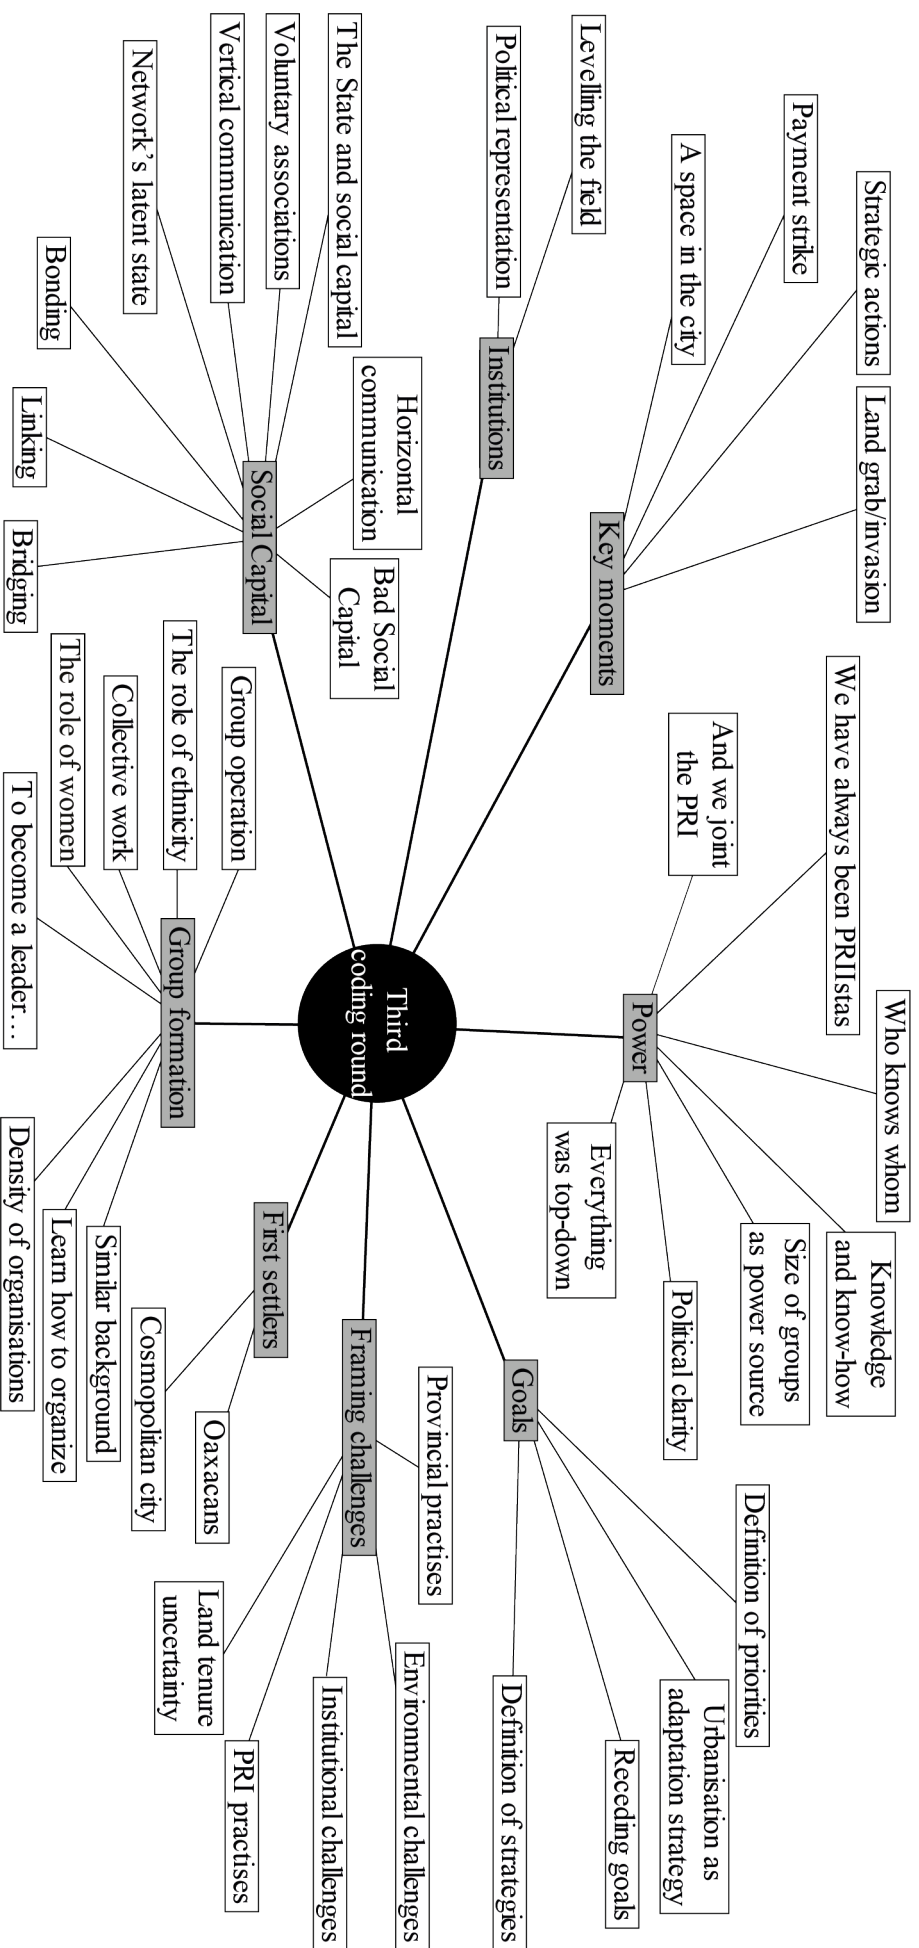 Strategic actions
Land grab/invasion
Who knows whom
Payment strike
We have always been PRIIstas
Knowledge
and know-how
Size of groups
as power source
Definition of priorities
A space in the city
And we joint
the PRI
Political clarity
Urbanisation as
adaptation strategy
Levelling the field
Key moments
Power
Everything
was top-down
Receding goals
Political representation
Institutions
Goals
Definition of strategies
Horizontal
communication
Provincial practises
Environmental challenges
The State and social capital
Bad Social
Capital
Third
coding round
Framing challenges
Institutional challenges
Voluntary associations
Vertical communication
Social Capital
Group operation
First settlers
PRI practises
Network's latent state
The role of ethnicity
Group formation
Oaxacans
Land tenure
uncertainty
Collective work
Cosmopolitan city
Bonding
The role of women
Similar background
Linking
Learn how to organize
Bridging
To become a leader…
Density of organisations